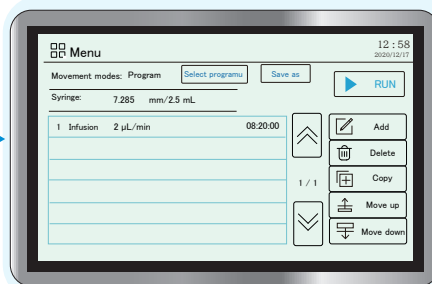 Menu
12 : 58
2020/12/17
Movement modes: Program
Select programu
Save as
RUN
Syringe: 7.285 mm/2.5 mL
1 Infusion 2 μL/min 08:20:00
1 / 1
Add
Delete
Copy
Move up
Move down